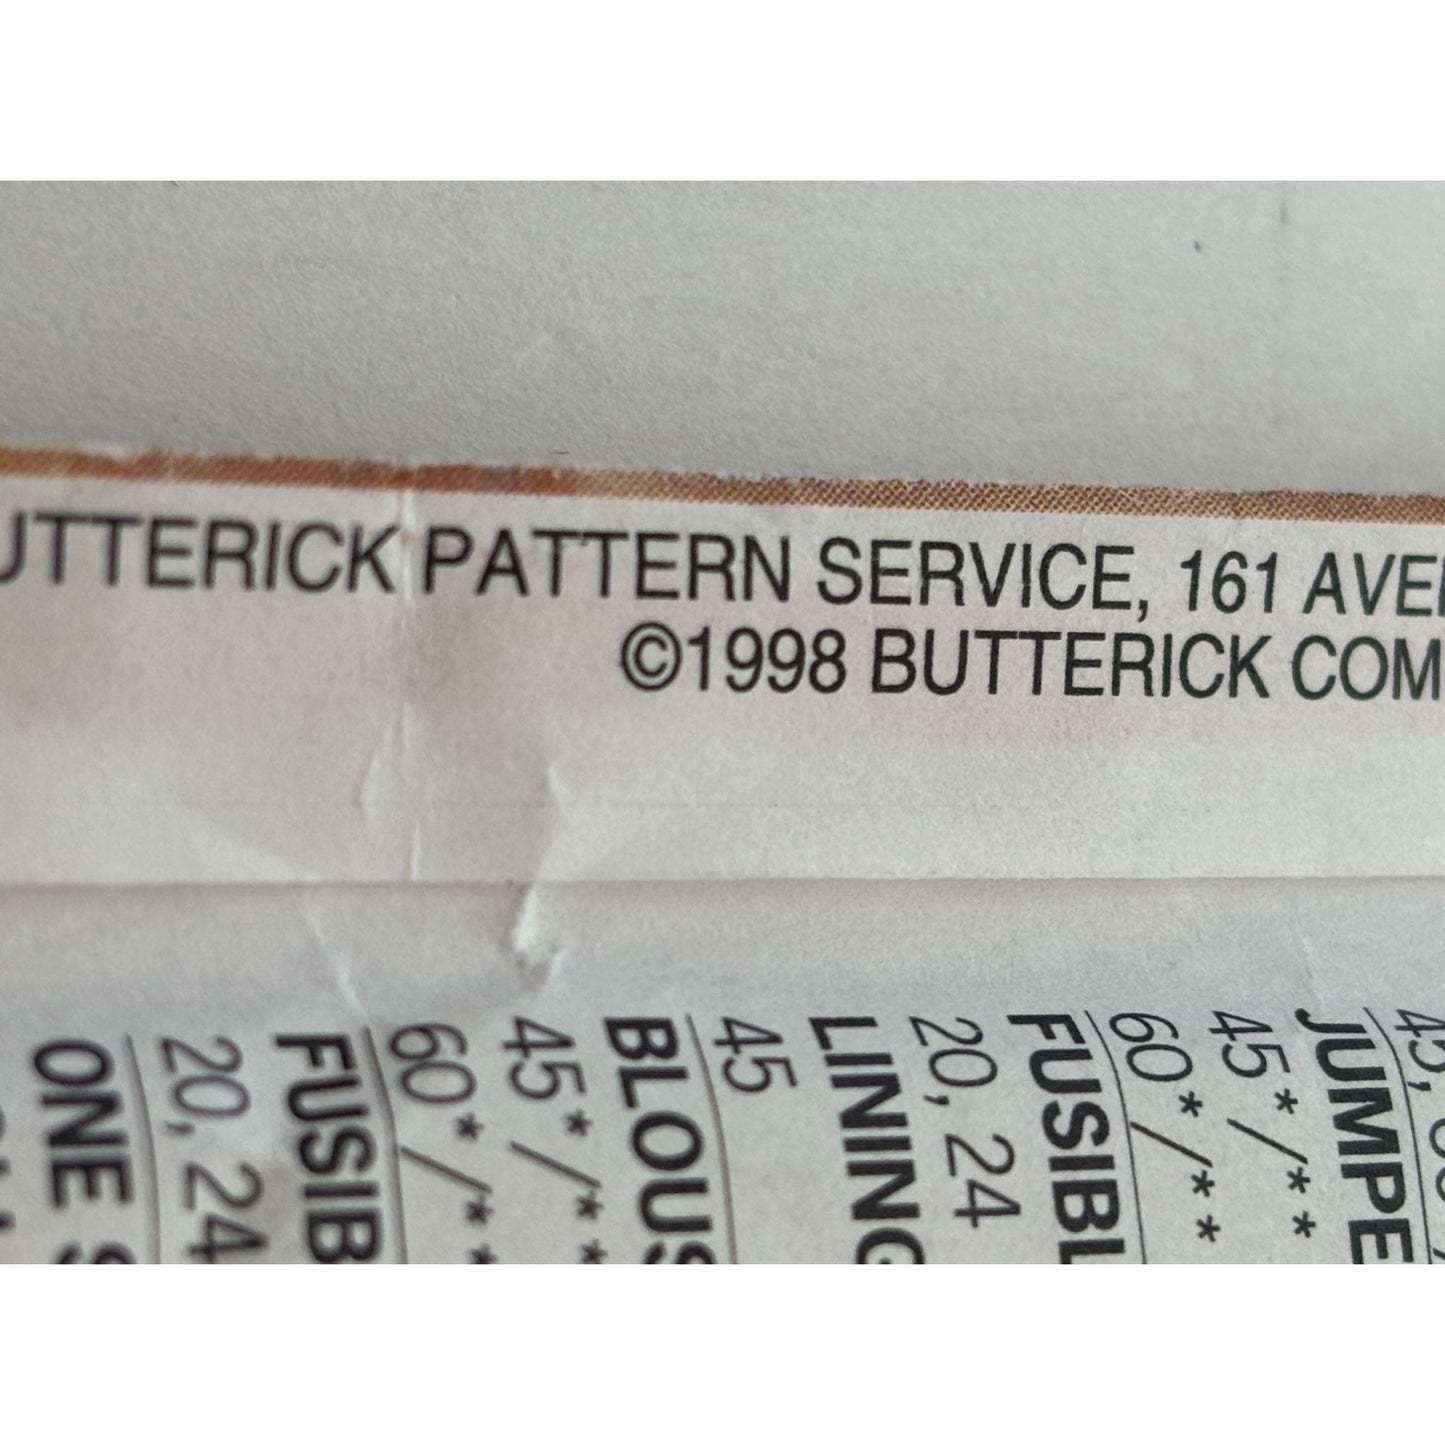 UTTERICK PATTERN SERVICE, 161 AVE
©1998 BUTTERICK COM
45,
JUMPE
45*/**
60*/**
FUSIBL
20, 24
LINING
45
BLOUS
45*/*
60*/**
FUSIB
20, 24
ONE S